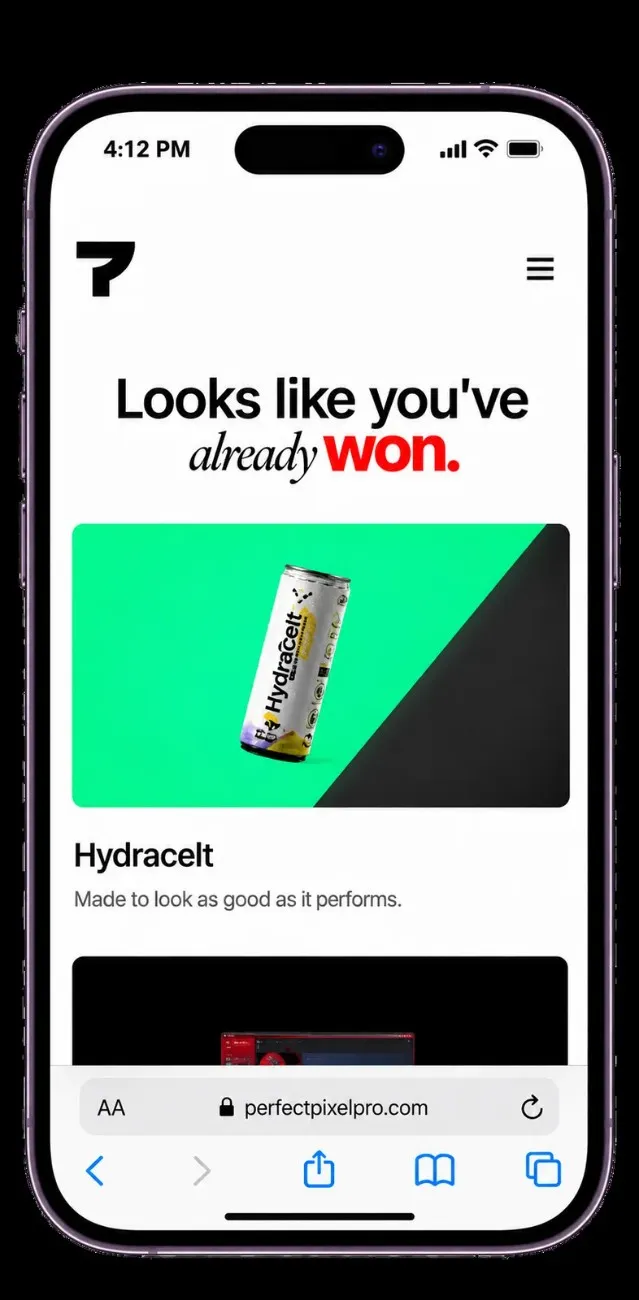 4:12 PM
Looks like you've
already won.
Hydracelt
Hydracelt
Made to look as good as it performs.
AA
perfectpixelpro.com